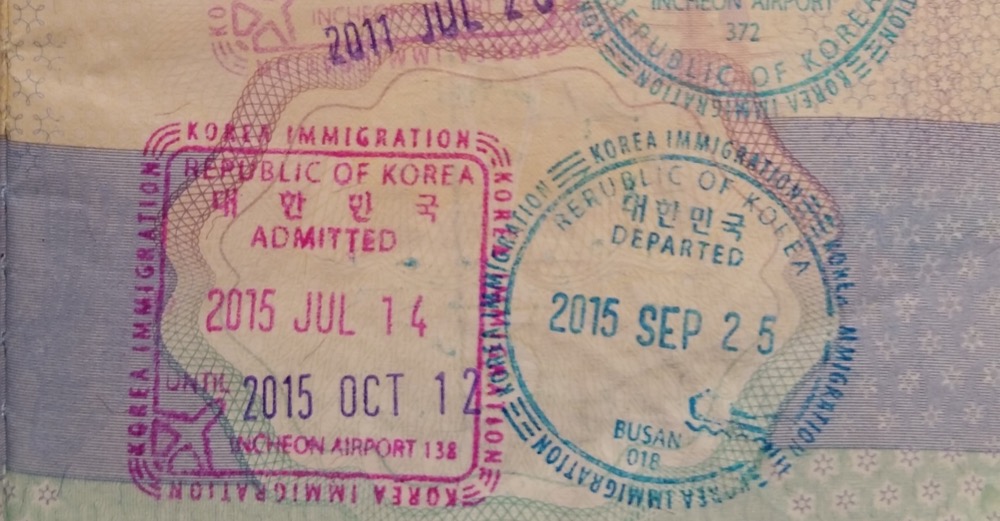 INCHEON AIRPORT
372
REPUBLIC OF KOREA
2011 JUL 2
KOREA IMMIGRATION
REPUBLIC OF KOREA
대 한 민 국
ADMITTED
2015 JUL 14
UNTIL 2015 OCT 12
INCHEON AIRPORT 138
KOREA IMMIGRATION
KOREA IMMIGRATION
KOREA IMMIGRATION
KOREA IMMIGRATION
REPUBLIC OF KOREA
대한민국
DEPARTED
2015 SEP 25
BUSAN
018
KOREA IMMIGRATION
KOREA IMMIGRATION
KOREA IMMIGRATION